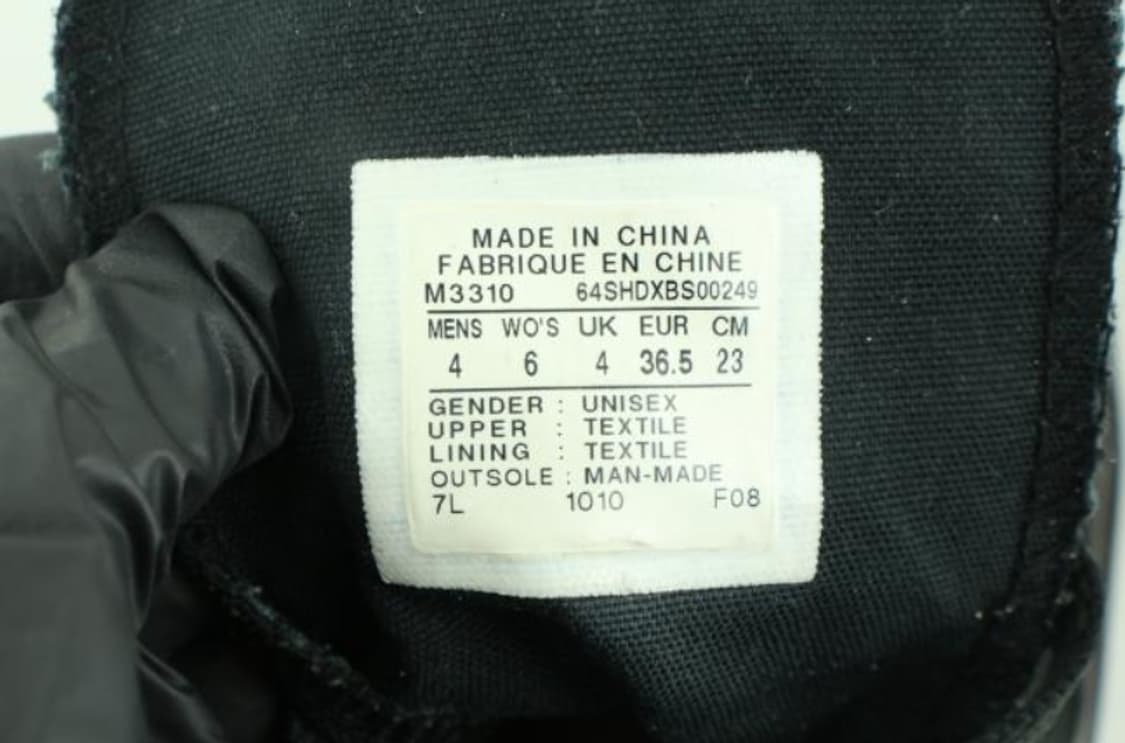 MADE IN CHINA
FABRIQUE EN CHINE
M3310 64SHDXBS00249
MENS WO'S UK EUR CM
4 6 4 36.5 23
GENDER : UNISEX
UPPER : TEXTILE
LINING : TEXTILE
OUTSOLE : MAN-MADE
7L 1010 F08